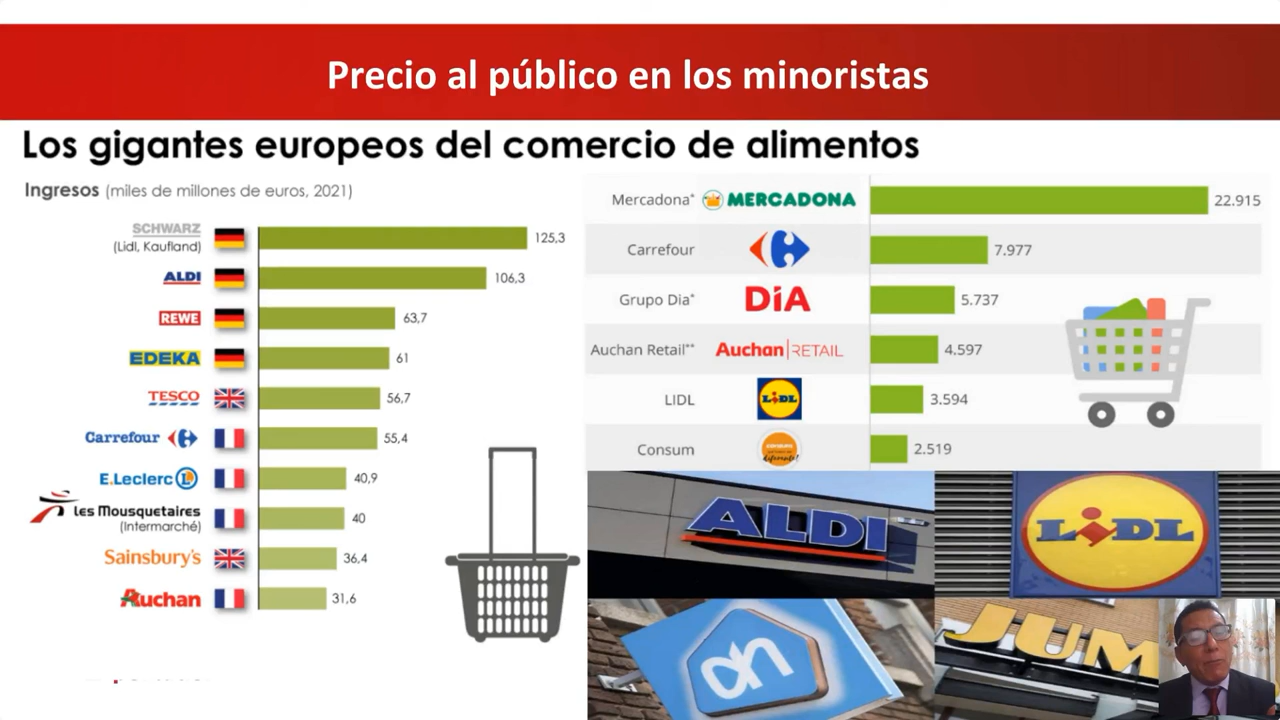 Precio al público en los minoristas
Los gigantes europeos del comercio de alimentos
Ingresos (miles de millones de euros, 2021)
SCHWARZ
(Lidl, Kaufland)
125,3
ALDI
106,3
REWE
63,7
EDEKA
61
TESCO
56,7
Carrefour
55,4
E.Leclerc
40,9
Les Mousquetaires
(Intermarché)
40
Sainsbury's
36,4
Auchan
31,6
Mercadona* MERCADONA 22.915
Carrefour 7.977
Grupo Dia* DiA 5.737
Auchan Retail** Auchan|RETAIL 4.597
LIDL LiDL 3.594
Consum consum 2.519
ALDI
LiDL
ah
JUM